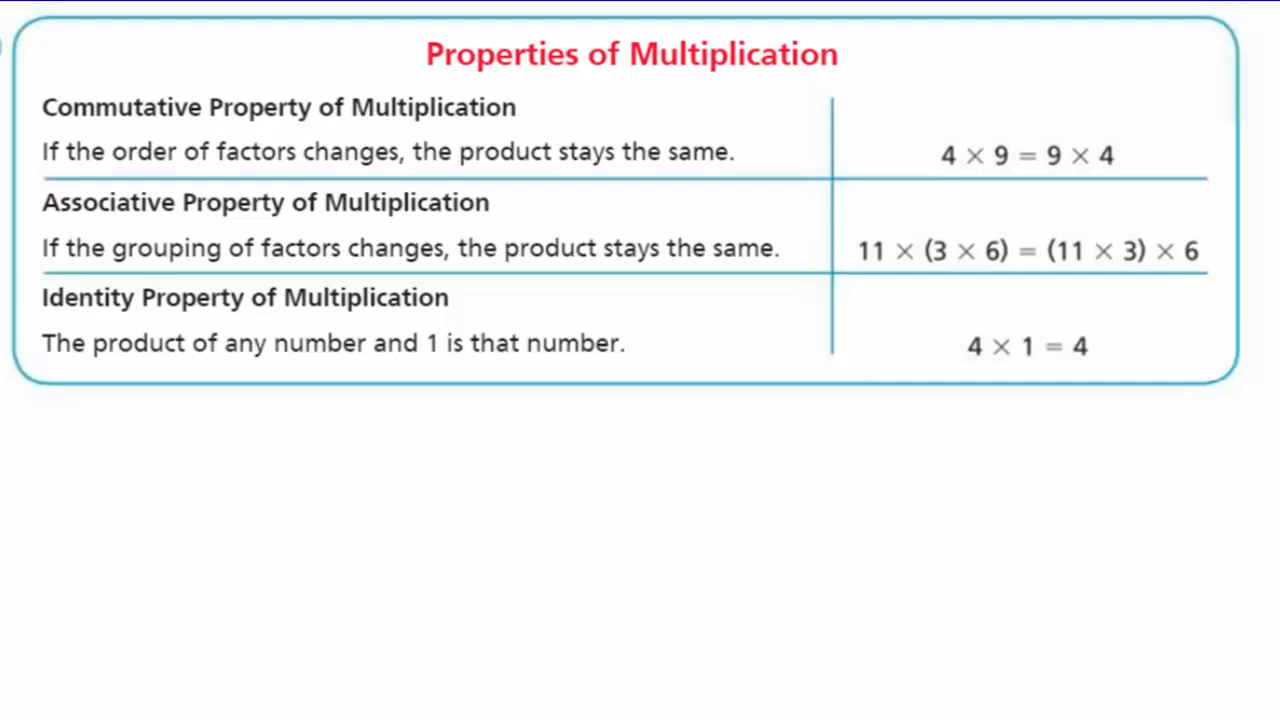 Properties of Multiplication
Commutative Property of Multiplication
If the order of factors changes, the product stays the same.
4 × 9 = 9 × 4
Associative Property of Multiplication
If the grouping of factors changes, the product stays the same.
11 × (3 × 6) = (11 × 3) × 6
Identity Property of Multiplication
The product of any number and 1 is that number.
4 × 1 = 4